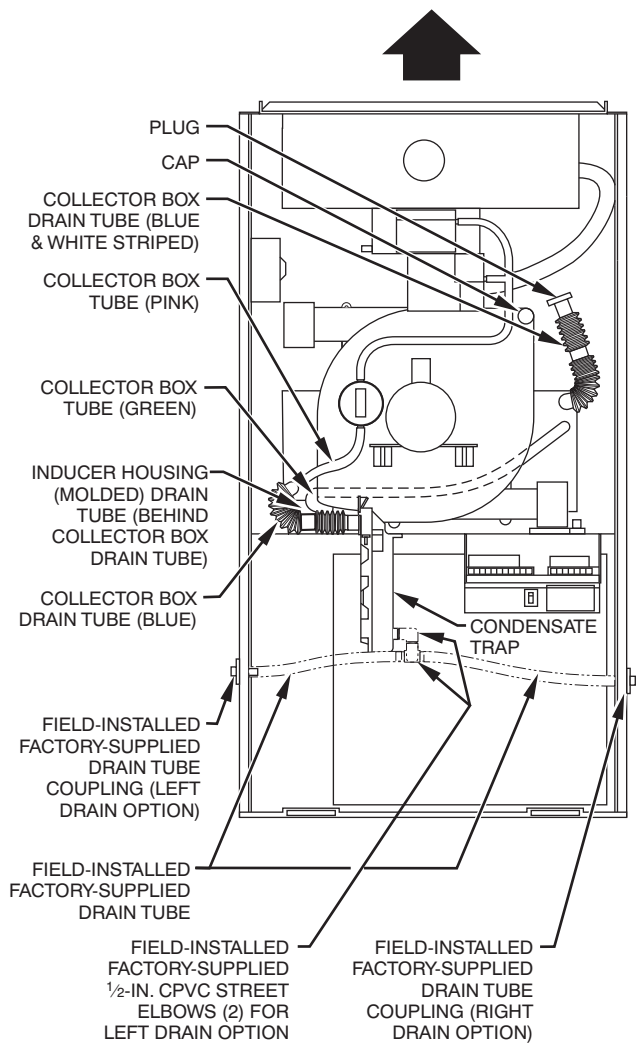 PLUG
CAP
COLLECTOR BOX
DRAIN TUBE (BLUE
& WHITE STRIPED)
COLLECTOR BOX
TUBE (PINK)
COLLECTOR BOX
TUBE (GREEN)
INDUCER HOUSING
(MOLDED) DRAIN
TUBE (BEHIND
COLLECTOR BOX
DRAIN TUBE)
COLLECTOR BOX
DRAIN TUBE (BLUE)
CONDENSATE
TRAP
FIELD-INSTALLED
FACTORY-SUPPLIED
DRAIN TUBE
COUPLING (LEFT
DRAIN OPTION)
FIELD-INSTALLED
FACTORY-SUPPLIED
DRAIN TUBE
FIELD-INSTALLED
FACTORY-SUPPLIED
1⁄2-IN. CPVC STREET
ELBOWS (2) FOR
LEFT DRAIN OPTION
FIELD-INSTALLED
FACTORY-SUPPLIED
DRAIN TUBE
COUPLING (RIGHT
DRAIN OPTION)